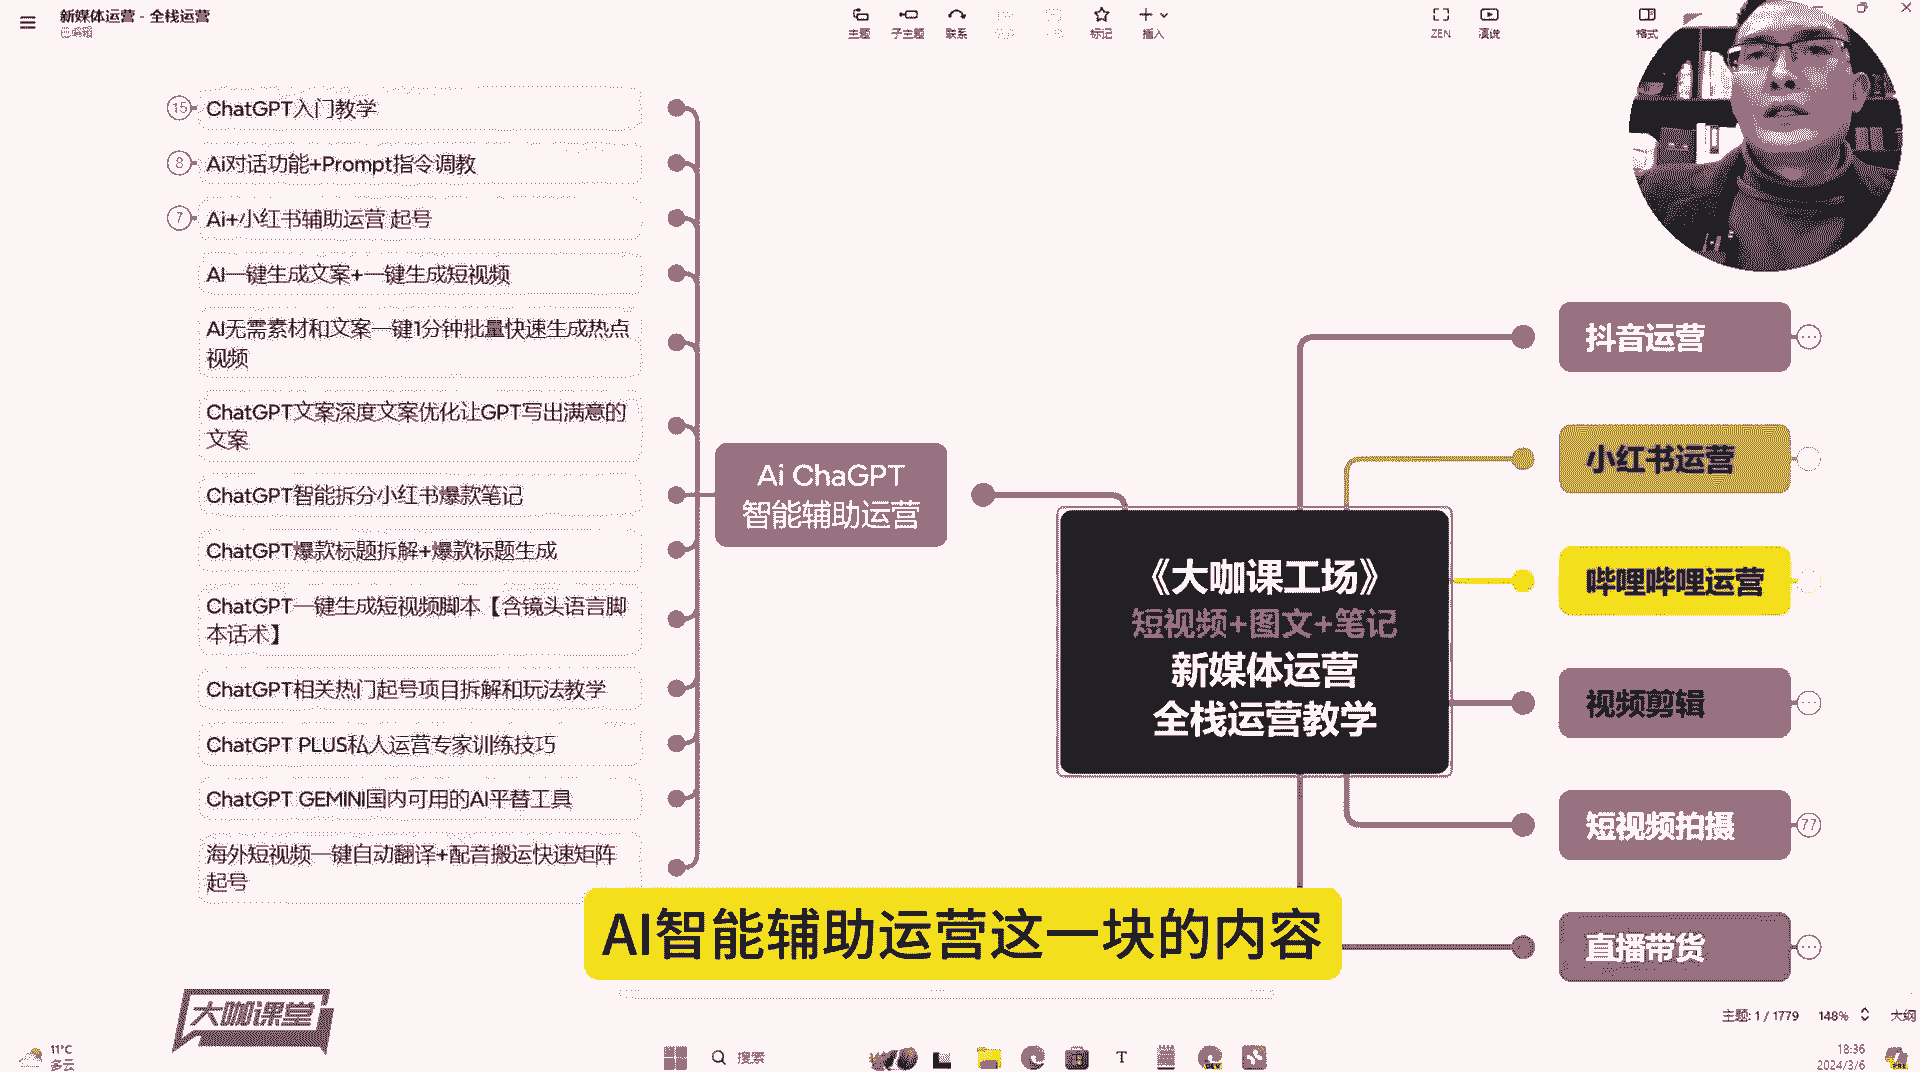 新媒体运营 - 全栈运营
已编辑
主题
子主题
联系
标记
插入
ZEN
演说
格式
15
ChatGPT入门教学
8
Ai对话功能+Prompt指令调教
7
Ai+小红书辅助运营 起号
AI一键生成文案+一键生成短视频
AI无需素材和文案一键1分钟批量快速生成热点
视频
ChatGPT文案深度文案优化让GPT写出满意的
文案
ChatGPT智能拆分小红书爆款笔记
ChatGPT爆款标题拆解+爆款标题生成
ChatGPT一键生成短视频脚本【含镜头语言脚
本话术】
ChatGPT相关热门起号项目拆解和玩法教学
ChatGPT PLUS私人运营专家训练技巧
ChatGPT GEMINI国内可用的AI平替工具
海外短视频一键自动翻译+配音搬运快速矩阵
起号
Ai ChaGPT
智能辅助运营
《大咖课工场》
短视频+图文+笔记
新媒体运营
全栈运营教学
抖音运营
小红书运营
哔哩哔哩运营
视频剪辑
短视频拍摄
77
直播带货
AI智能辅助运营这一块的内容
大咖课堂
主题: 1 / 1779
148%
大纲
11°C
多云
搜索
18:36
2024/3/6